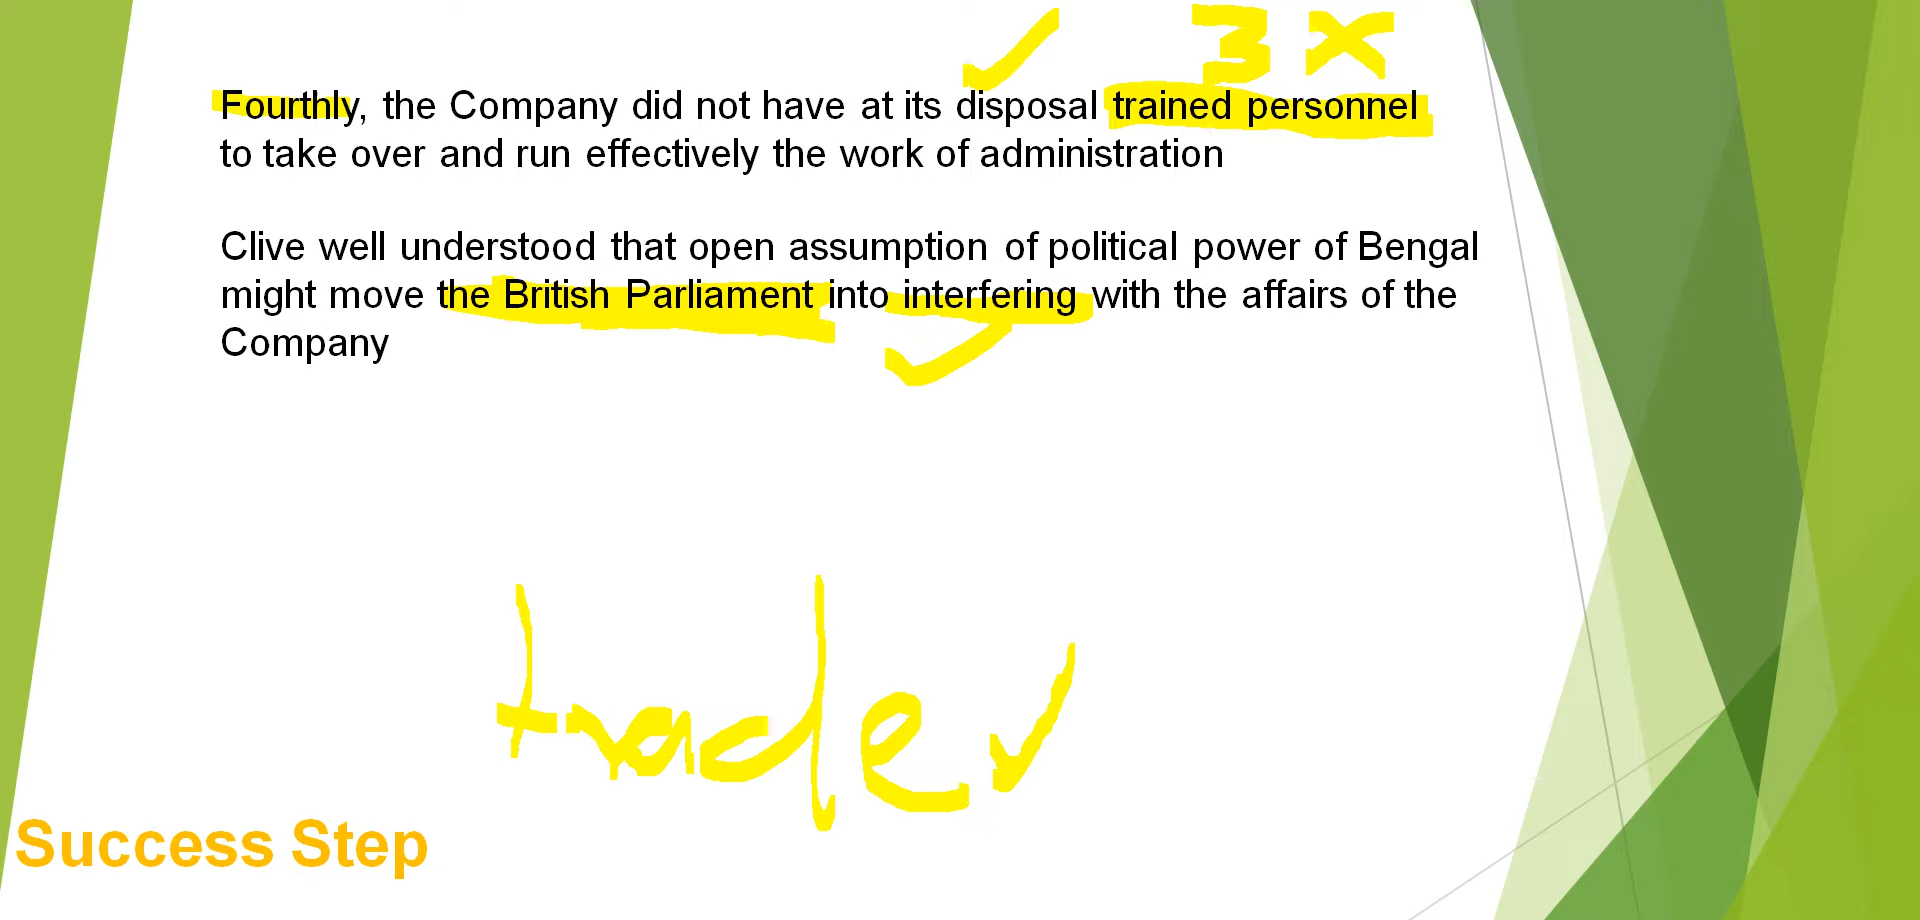 3 X
Fourthly, the Company did not have at its disposal trained personnel
to take over and run effectively the work of administration
Clive well understood that open assumption of political power of Bengal
might move the British Parliament into interfering with the affairs of the
Company
trader
Success Step